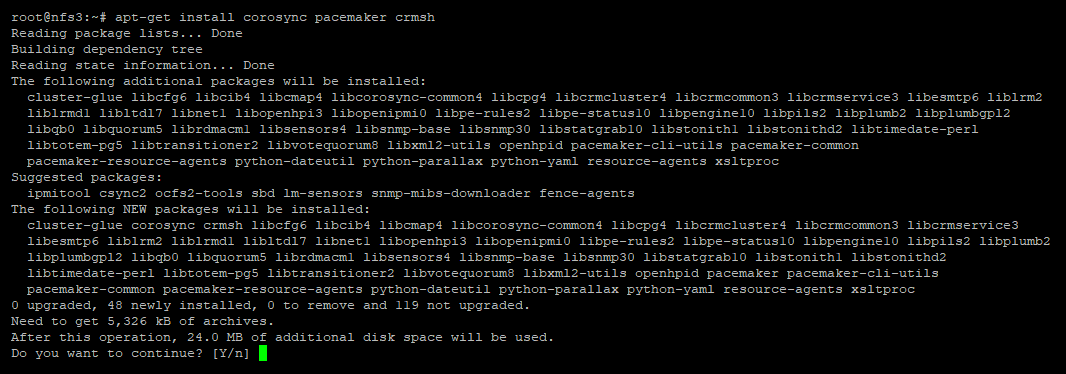 root@nfs3:~# apt-get install corosync pacemaker crmsh
Reading package lists... Done
Building dependency tree
Reading state information... Done
The following additional packages will be installed:
  cluster-glue libcfg6 libcib4 libcmap4 libcorosync-common4 libcpg4 libcrmcluster4 libcrmcommon3 libcrmservice3 libesmtp6 liblrm2
  liblrmd1 libltdl7 libnet1 libopenhpi3 libopenipmi0 libpe-rules2 libpe-status10 libpengine10 libpils2 libplumb2 libplumbgpl2
  libqb0 libquorum5 librdmacm1 libsensors4 libsnmp-base libsnmp30 libstatgrab10 libstonith1 libstonithd2 libtimedate-perl
  libtotem-pg5 libtransitioner2 libvotequorum8 libxml2-utils openhpid pacemaker-cli-utils pacemaker-common
  pacemaker-resource-agents python-dateutil python-parallax python-yaml resource-agents xsltproc
Suggested packages:
  ipmitool csync2 ocfs2-tools sbd lm-sensors snmp-mibs-downloader fence-agents
The following NEW packages will be installed:
  cluster-glue corosync crmsh libcfg6 libcib4 libcmap4 libcorosync-common4 libcpg4 libcrmcluster4 libcrmcommon3 libcrmservice3
  libesmtp6 liblrm2 liblrmd1 libltdl7 libnet1 libopenhpi3 libopenipmi0 libpe-rules2 libpe-status10 libpengine10 libpils2 libplumb2
  libplumbgpl2 libqb0 libquorum5 librdmacm1 libsensors4 libsnmp-base libsnmp30 libstatgrab10 libstonith1 libstonithd2
  libtimedate-perl libtotem-pg5 libtransitioner2 libvotequorum8 libxml2-utils openhpid pacemaker pacemaker-cli-utils
  pacemaker-common pacemaker-resource-agents python-dateutil python-parallax python-yaml resource-agents xsltproc
0 upgraded, 48 newly installed, 0 to remove and 119 not upgraded.
Need to get 5,326 kB of archives.
After this operation, 24.0 MB of additional disk space will be used.
Do you want to continue? [Y/n]